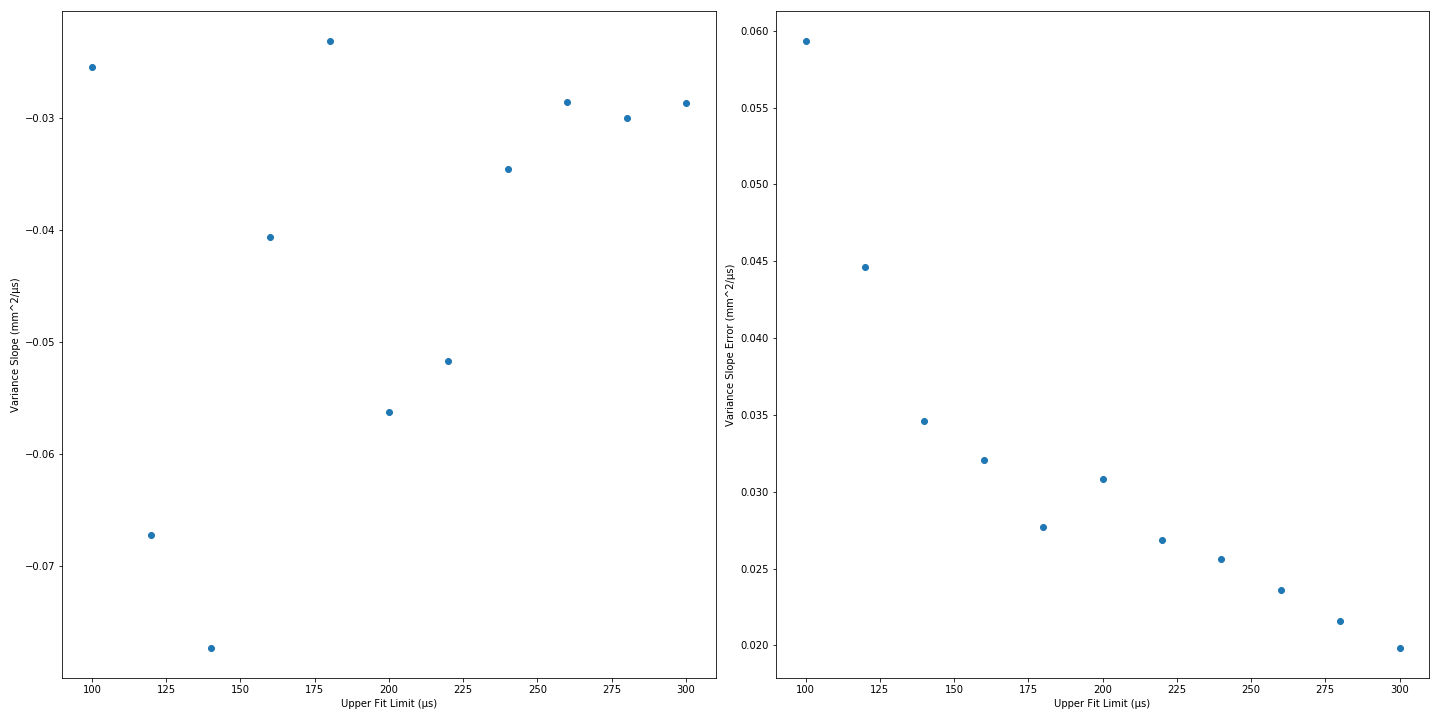 −0.03
−0.04
−0.05
−0.06
−0.07
Variance Slope (mm^2/µs)
100 125 150 175 200 225 250 275 300
Upper Fit Limit (µs)
0.060
0.055
0.050
0.045
0.040
0.035
0.030
0.025
0.020
Variance Slope Error (mm^2/µs)
100 125 150 175 200 225 250 275 300
Upper Fit Limit (µs)